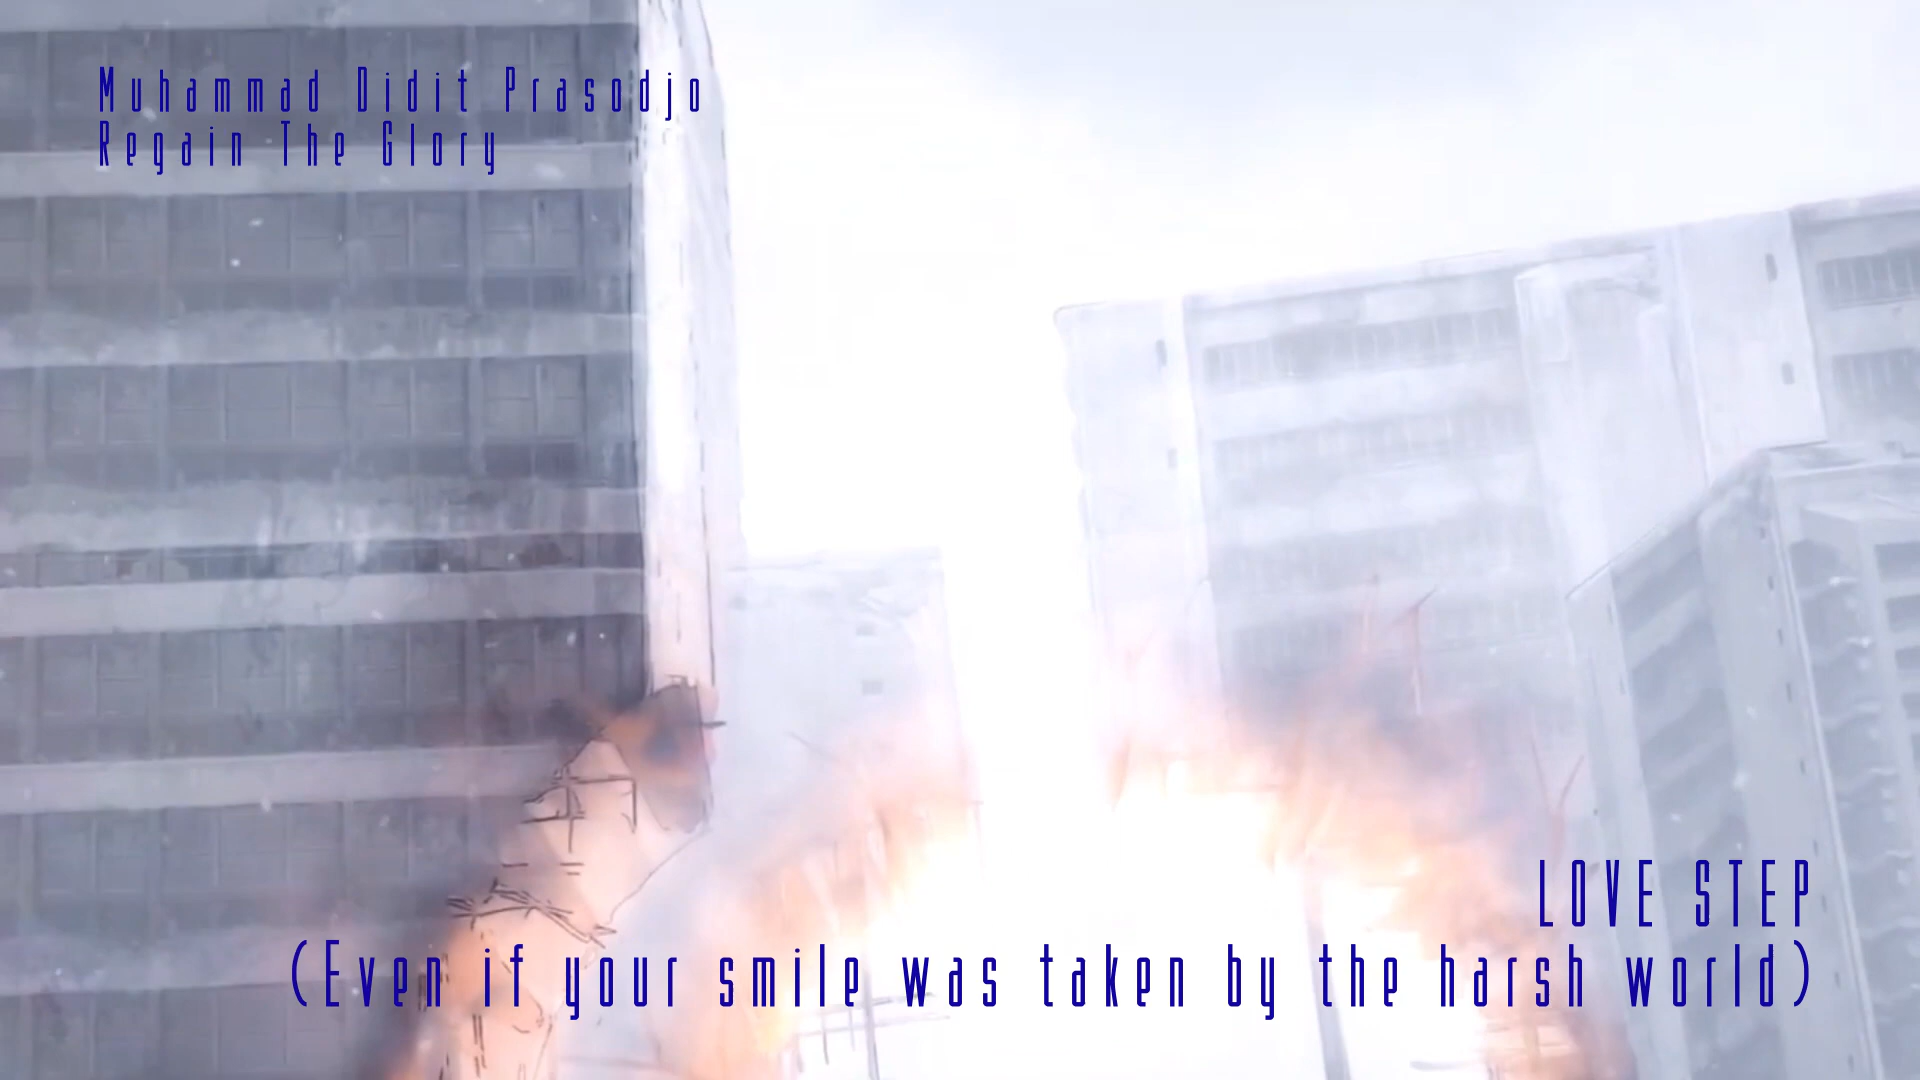 Muhammad Didit Prasodjo
Regain The Glory
LOVE STEP
(Even if your smile was taken by the harsh world)